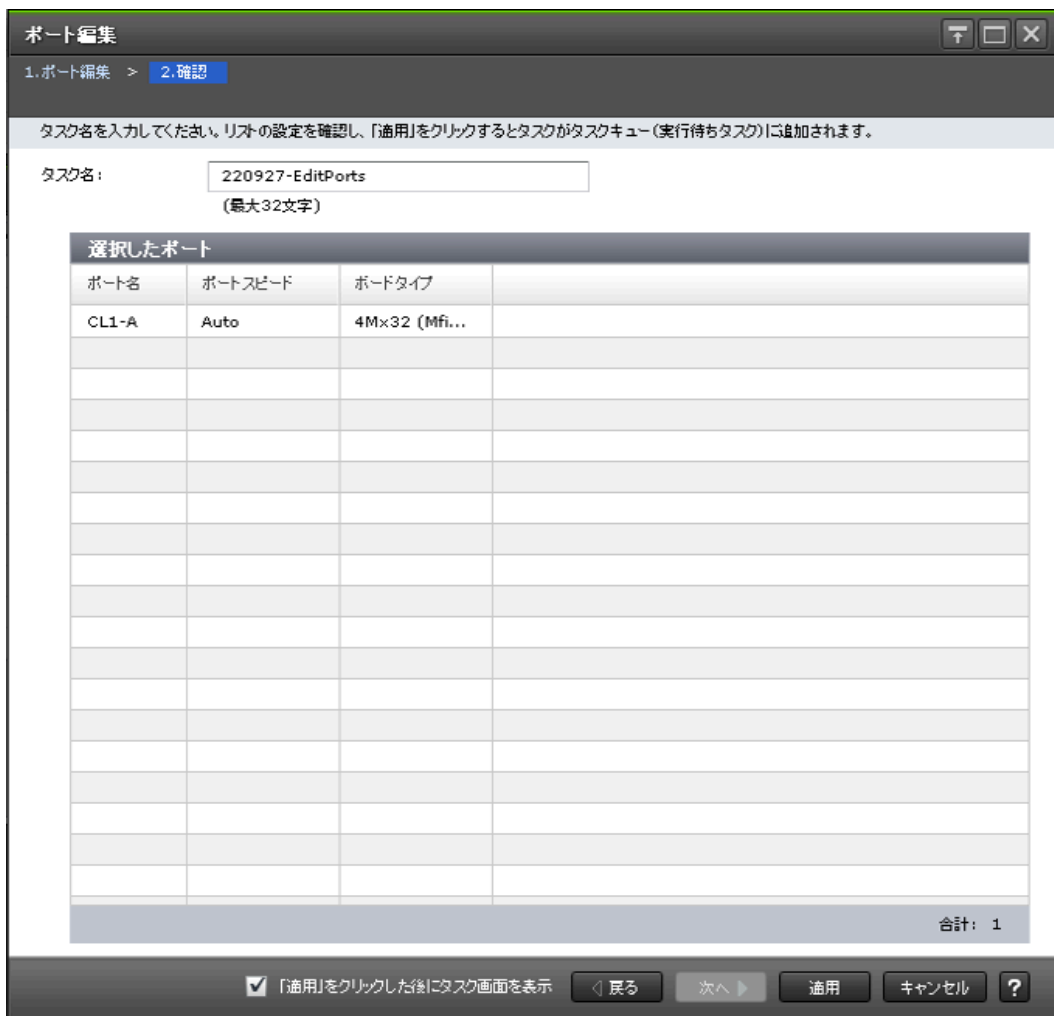 ポート編集
1.ポート編集 > 2.確認
タスク名を入力してください。リストの設定を確認し、「適用」をクリックするとタスクがタスクキュー(実行待ちタスク)に追加されます。
タスク名: 220927-EditPorts
(最大32文字)
選択したポート
ポート名 ポートスピード ボードタイプ
CL1-A Auto 4Mx32 (Mfi...
合計: 1
「適用」をクリックした後にタスク画面を表示 戻る 次へ 適用 キャンセル ?